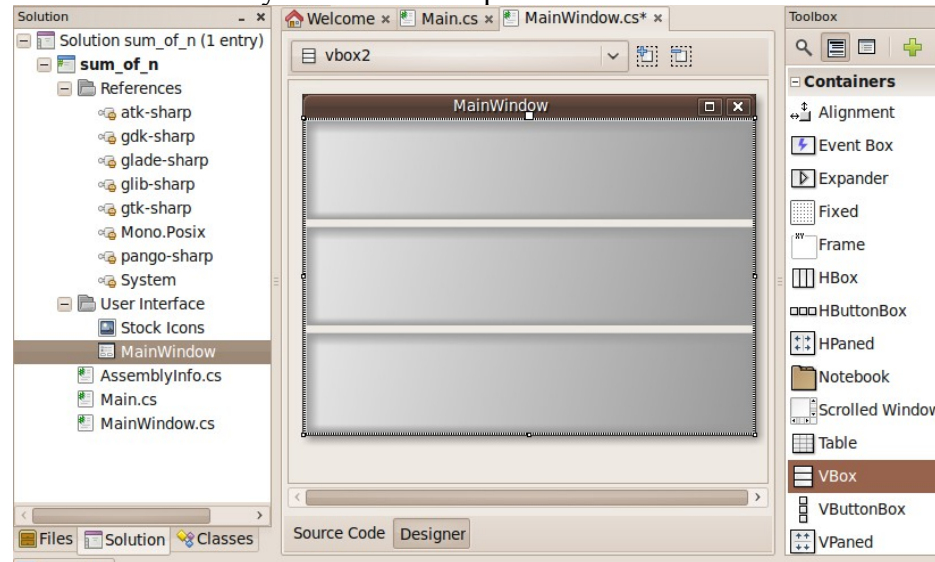 Solution
Solution sum_of_n (1 entry)
sum_of_n
References
atk-sharp
gdk-sharp
glade-sharp
glib-sharp
gtk-sharp
Mono.Posix
pango-sharp
System
User Interface
Stock Icons
MainWindow
AssemblyInfo.cs
Main.cs
MainWindow.cs
Files Solution Classes
Welcome Main.cs MainWindow.cs*
vbox2
MainWindow
Source Code Designer
Toolbox
Containers
Alignment
Event Box
Expander
Fixed
XY Frame
HBox
HButtonBox
HPaned
Notebook
Scrolled Window
Table
VBox
VButtonBox
VPaned